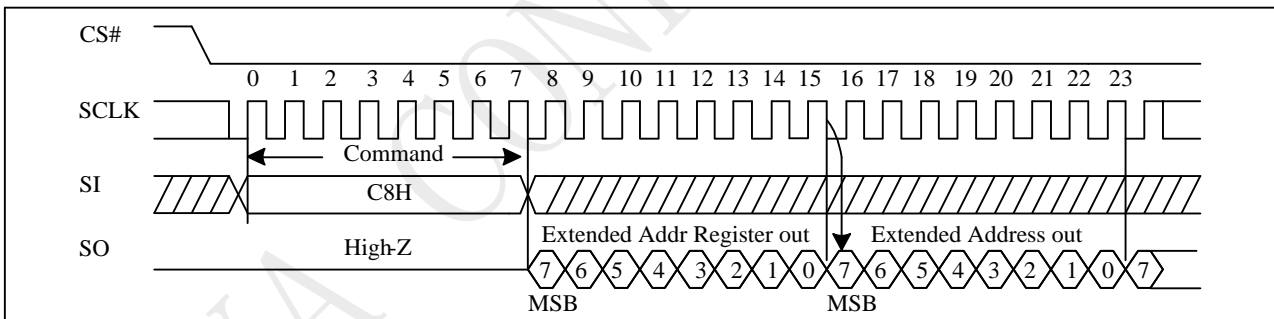 CS#
0 1 2 3 4 5 6 7 8 9 10 11 12 13 14 15 16 17 18 19 20 21 22 23
SCLK
Command
SI
C8H
SO
High-Z
Extended Addr Register out
Extended Address out
7 6 5 4 3 2 1 0 7 6 5 4 3 2 1 0 7
MSB
MSB